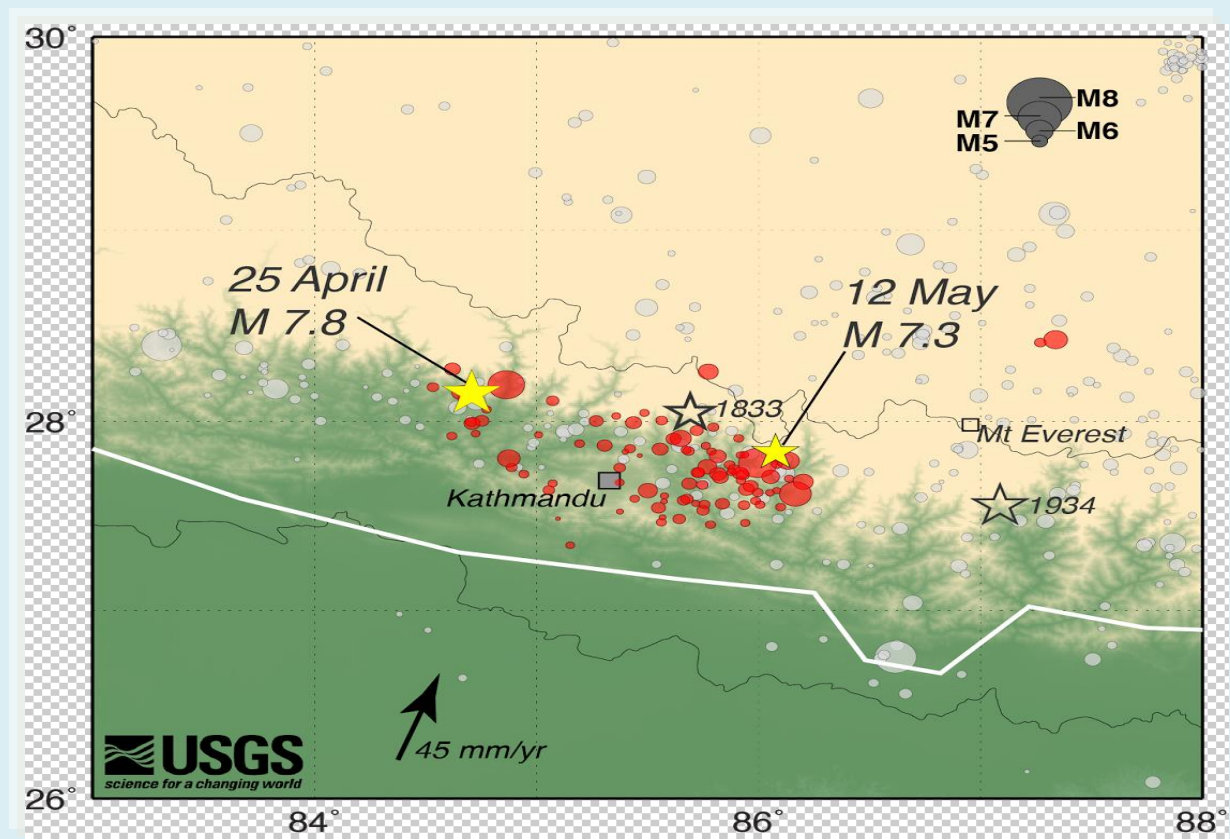 30°
M8
M7
M6
M5
25 April
M 7.8
12 May
M 7.3
1833
28°
Mt Everest
Kathmandu
1934
45 mm/yr
USGS
science for a changing world
26°
84°
86°
88°